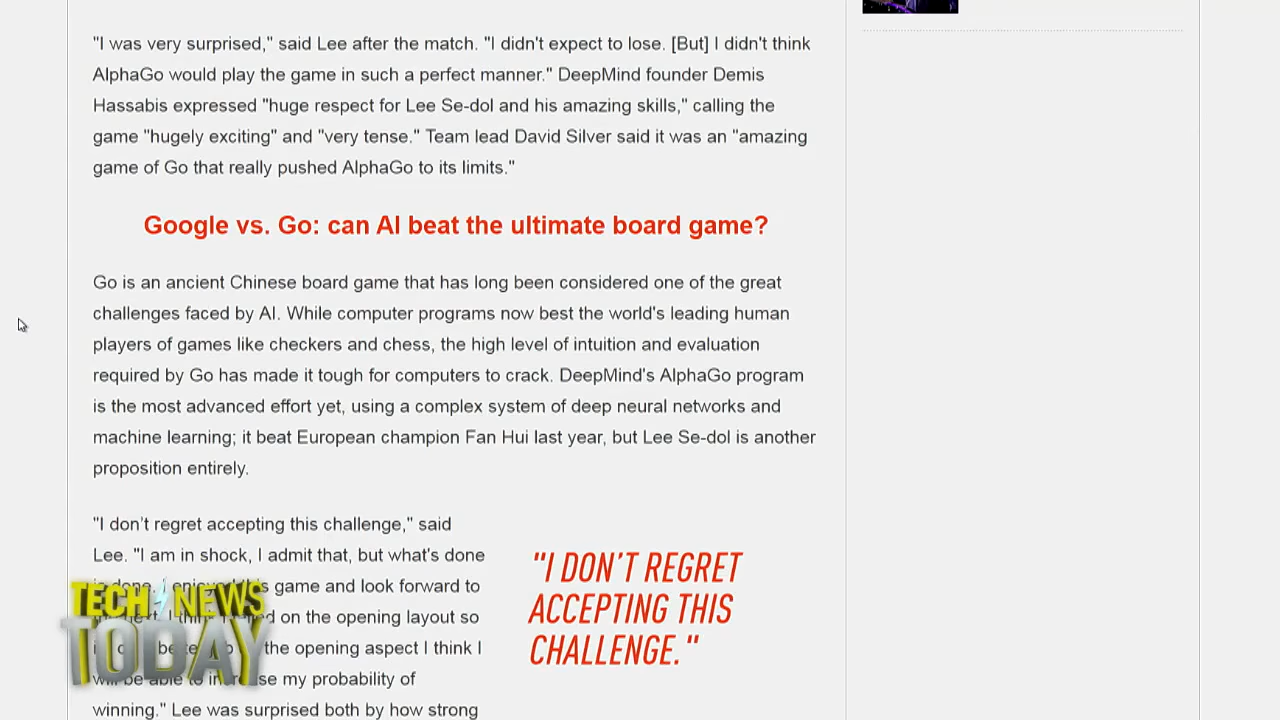 "I was very surprised," said Lee after the match. "I didn't expect to lose. [But] I didn't think
AlphaGo would play the game in such a perfect manner." DeepMind founder Demis
Hassabis expressed "huge respect for Lee Se-dol and his amazing skills," calling the
game "hugely exciting" and "very tense." Team lead David Silver said it was an "amazing
game of Go that really pushed AlphaGo to its limits."
Google vs. Go: can AI beat the ultimate board game?
Go is an ancient Chinese board game that has long been considered one of the great
challenges faced by AI. While computer programs now best the world's leading human
players of games like checkers and chess, the high level of intuition and evaluation
required by Go has made it tough for computers to crack. DeepMind's AlphaGo program
is the most advanced effort yet, using a complex system of deep neural networks and
machine learning; it beat European champion Fan Hui last year, but Lee Se-dol is another
proposition entirely.
"I don't regret accepting this challenge," said
Lee. "I am in shock, I admit that, but what's done
game and look forward to
on the opening layout so
the opening aspect I think I
my probability of
winning." Lee was surprised both by how strong
"I DON'T REGRET
ACCEPTING THIS
CHALLENGE."
TECH NEWS
TODAY